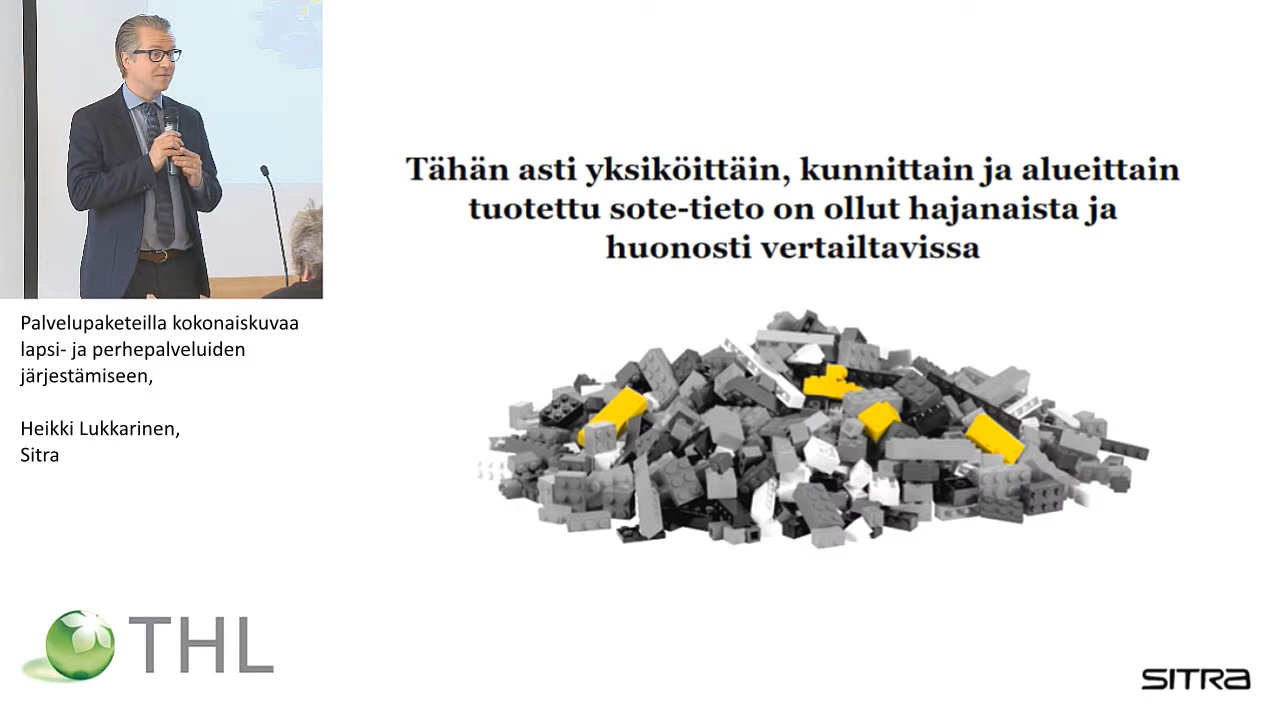 Tähän asti yksiköittäin, kunnittain ja alueittain
tuotettu sote-tieto on ollut hajanaista ja
huonosti vertailtavissa
Palvelupaketeilla kokonaiskuvaa
lapsi- ja perhepalveluiden
järjestämiseen,
Heikki Lukkarinen,
Sitra
THL
SITRA